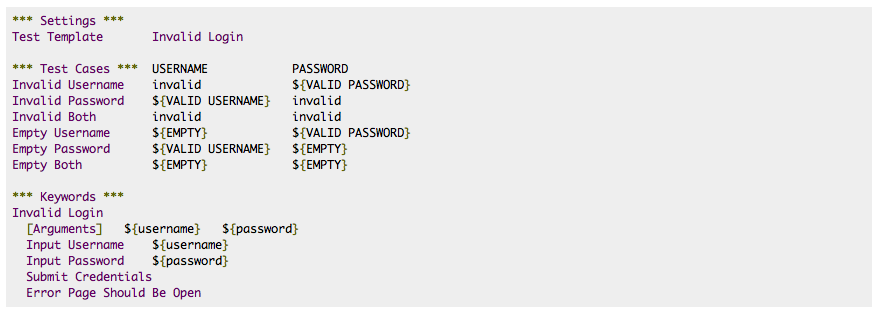 *** Settings ***
Test Template       Invalid Login

*** Test Cases ***  USERNAME            PASSWORD
Invalid Username    invalid             ${VALID PASSWORD}
Invalid Password    ${VALID USERNAME}   invalid
Invalid Both        invalid             invalid
Empty Username      ${EMPTY}            ${VALID PASSWORD}
Empty Password      ${VALID USERNAME}   ${EMPTY}
Empty Both          ${EMPTY}            ${EMPTY}

*** Keywords ***
Invalid Login
  [Arguments]   ${username}   ${password}
  Input Username    ${username}
  Input Password    ${password}
  Submit Credentials
  Error Page Should Be Open